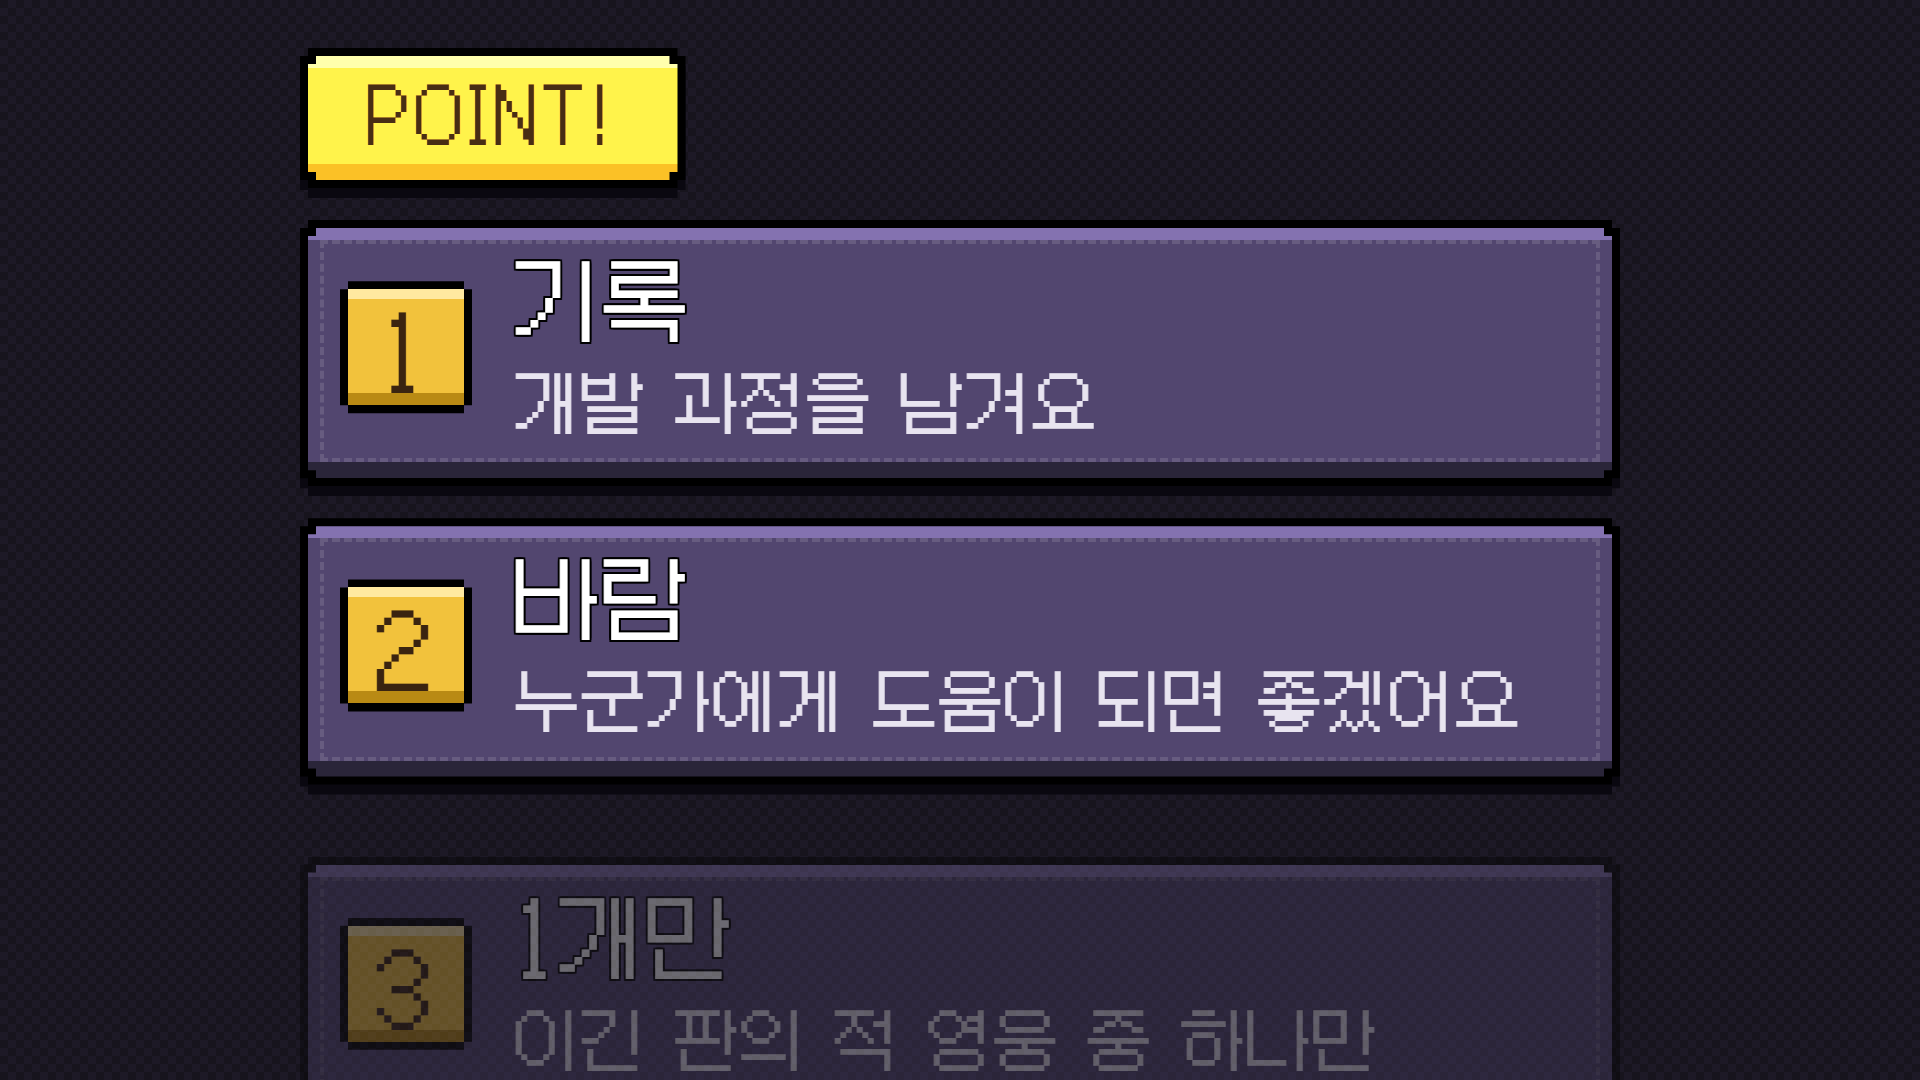 POINT!
1
기록
개발 과정을 남겨요
2
바람
누군가에게 도움이 되면 좋겠어요
3
1개만
이긴 판의 적 영웅 중 하나만